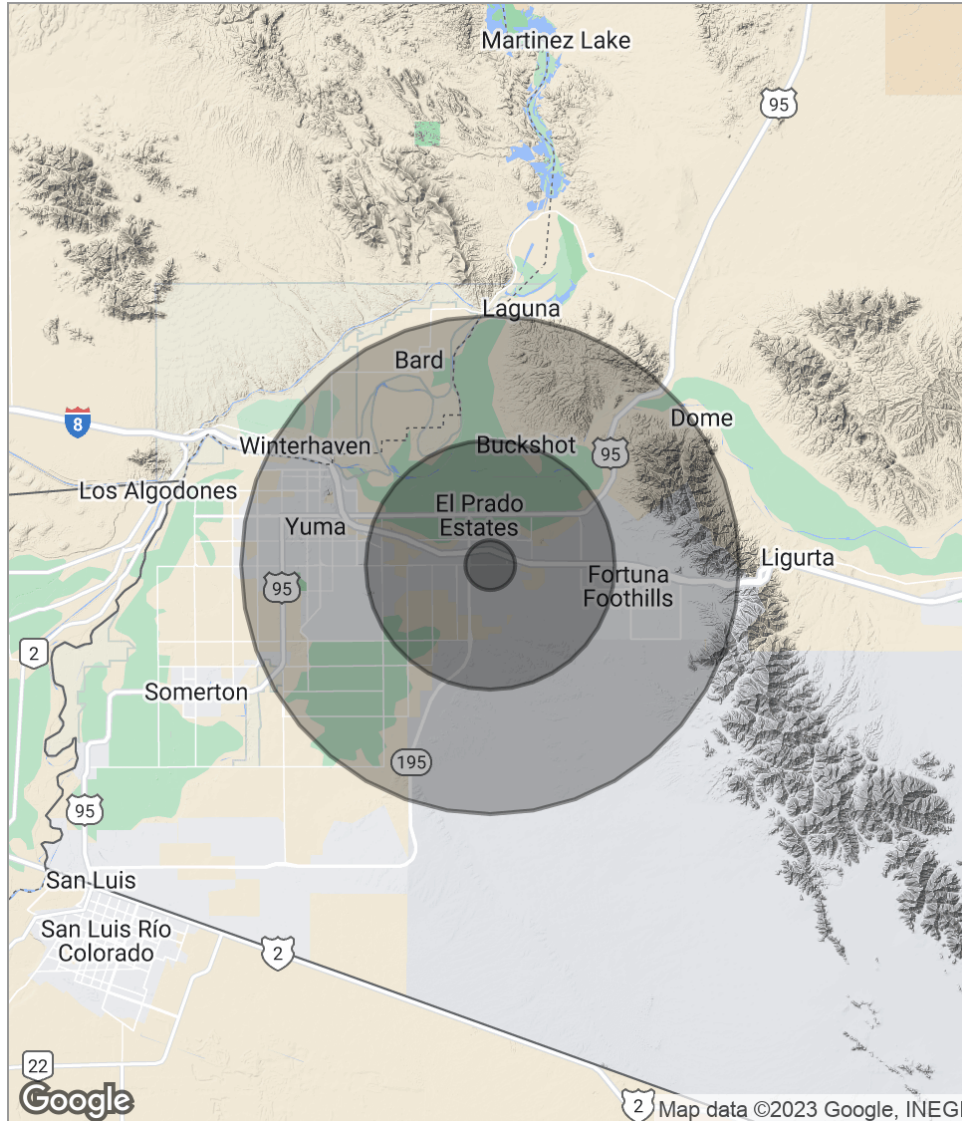 Martinez Lake
95
Laguna
Bard
Dome
8
Winterhaven
Buckshot
95
Los Algodones
El Prado
Estates
Yuma
Ligurta
95
Fortuna
Foothills
2
Somerton
195
95
San Luis
San Luis Río
Colorado
2
22
Google
2
Map data ©2023 Google, INEGI